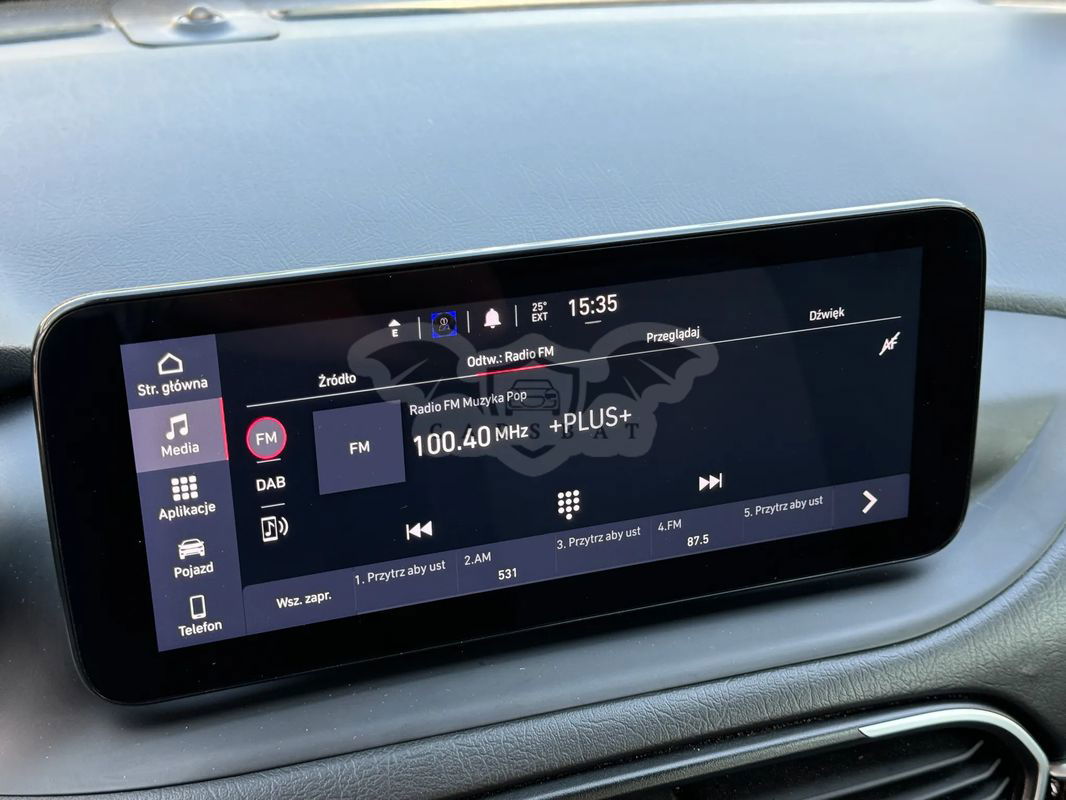 E
25°
EXT
15:35
Źródło
Odtw.: Radio FM
Przeglądaj
Dźwięk
Str. główna
Media
Aplikacje
Pojazd
Telefon
FM
DAB
FM
Radio FM Muzyka Pop
100.40 MHz
+PLUS+
AF
CARSBAT
Wsz. zapr.
1. Przytrz aby ust
2.AM
531
3. Przytrz aby ust
4.FM
87.5
5. Przytrz aby ust